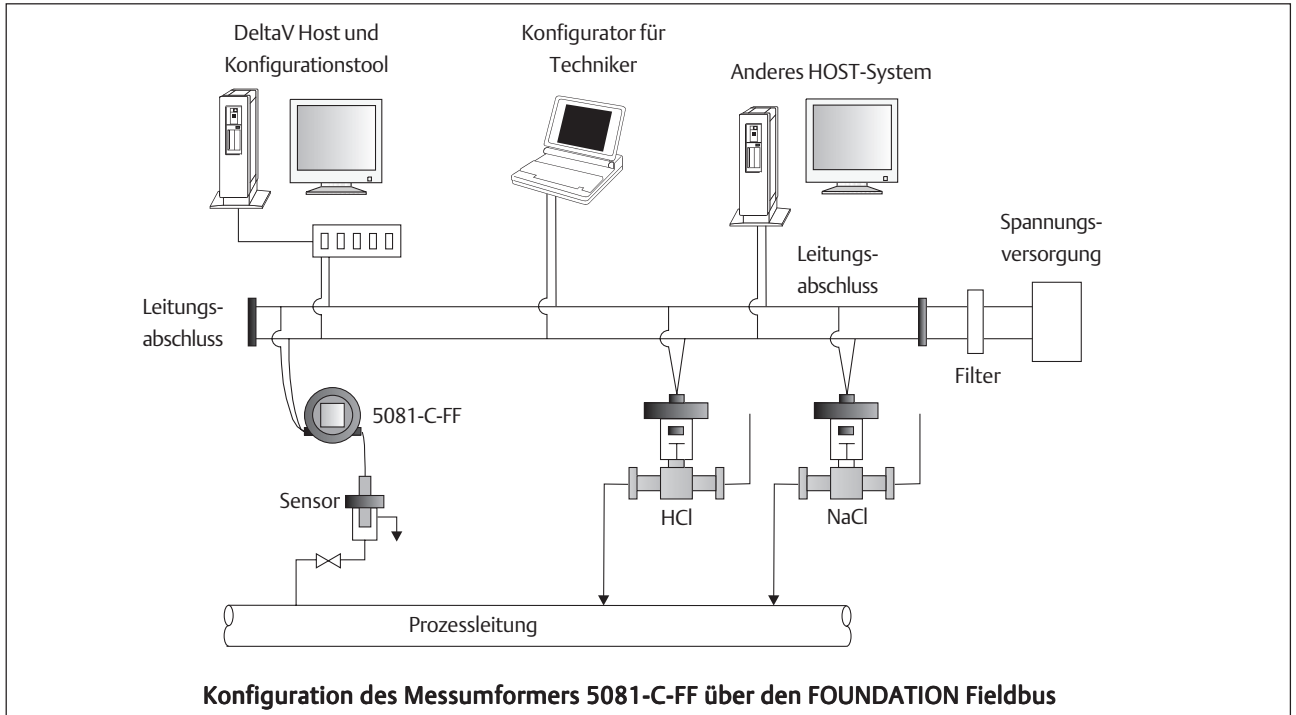 DeltaV Host und
Konfigurationstool
Konfigurator für
Techniker
Anderes HOST-System
Spannungs-
versorgung
Leitungs-
abschluss
Leitungs-
abschluss
Filter
5081-C-FF
Sensor
HCl
NaCl
Prozessleitung
Konfiguration des Messumformers 5081-C-FF über den FOUNDATION Fieldbus